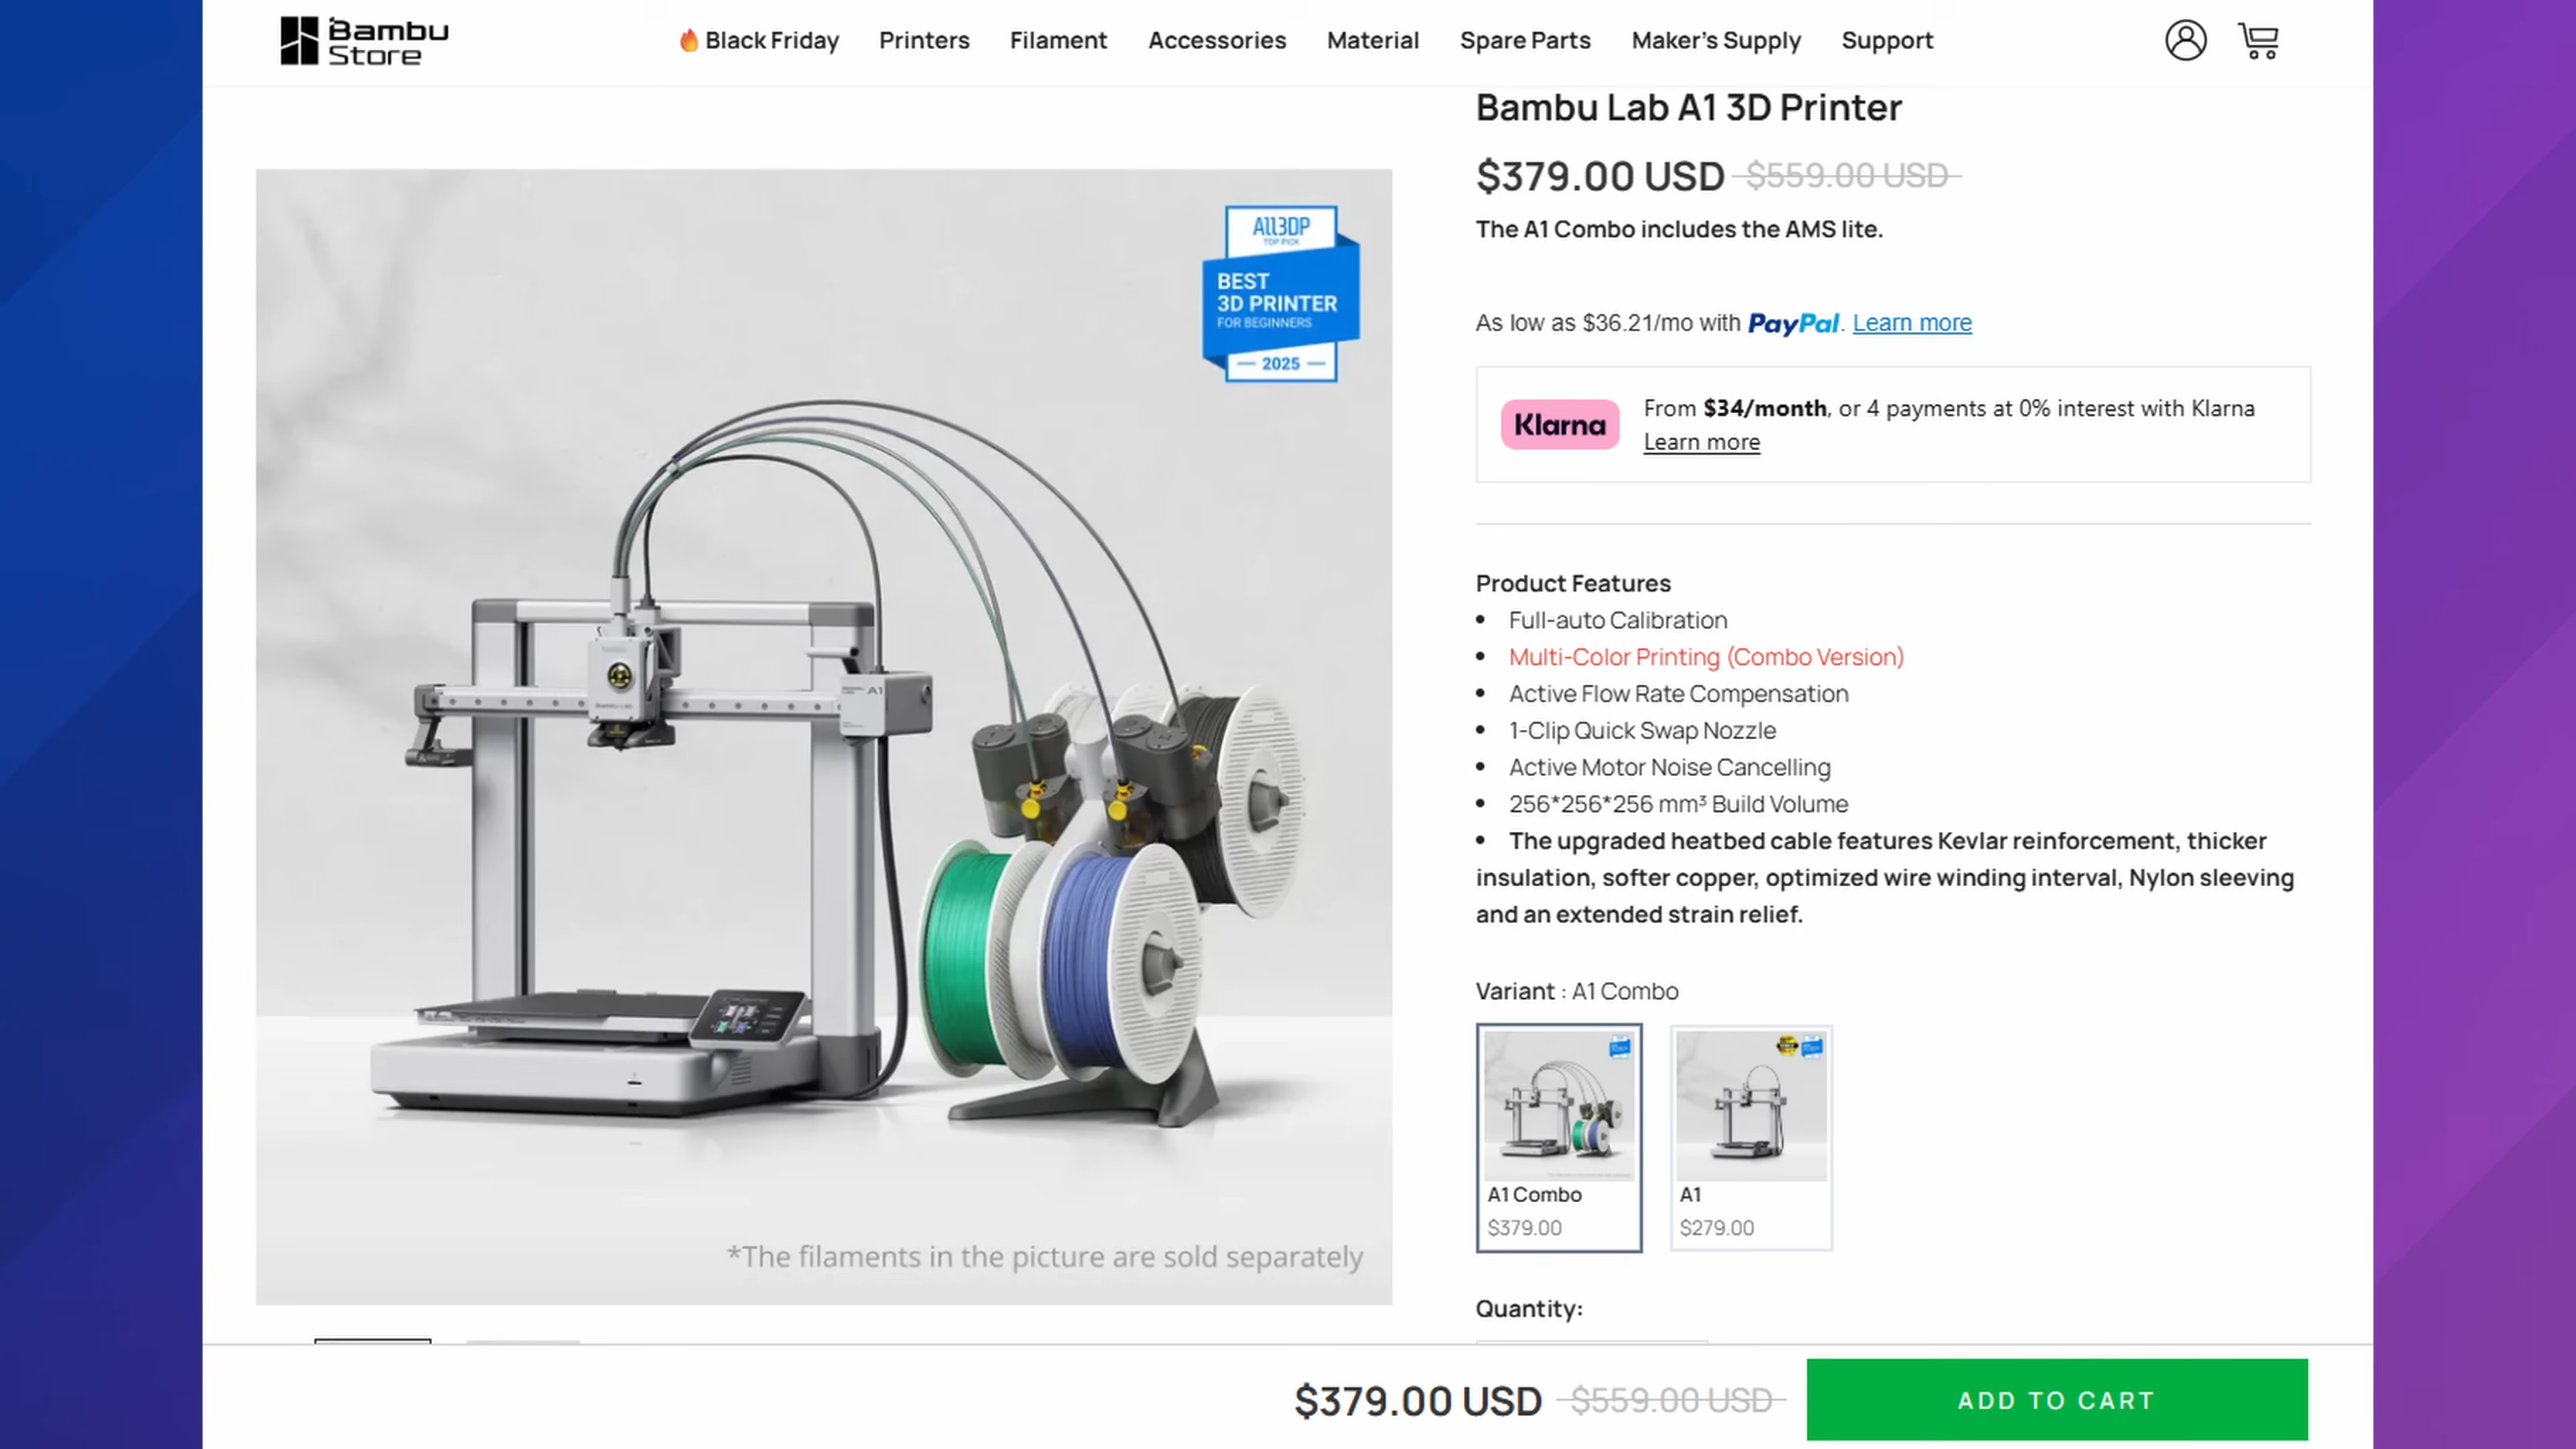 Bambu
Store
🔥 Black Friday
Printers
Filament
Accessories
Material
Spare Parts
Maker's Supply
Support
Bambu Lab A1 3D Printer
$379.00 USD $559.00 USD
The A1 Combo includes the AMS lite.
As low as $36.21/mo with PayPal. Learn more
Klarna
From $34/month, or 4 payments at 0% interest with Klarna
Learn more
All3DP
TOP PICK
BEST
3D PRINTER
FOR BEGINNERS
2025
A1
Bambu Lab
*The filaments in the picture are sold separately
Product Features
• Full-auto Calibration
• Multi-Color Printing (Combo Version)
• Active Flow Rate Compensation
• 1-Clip Quick Swap Nozzle
• Active Motor Noise Cancelling
• 256*256*256 mm³ Build Volume
• The upgraded heatbed cable features Kevlar reinforcement, thicker
insulation, softer copper, optimized wire winding interval, Nylon sleeving
and an extended strain relief.
Variant : A1 Combo
A1 Combo
$379.00
A1
$279.00
Quantity:
$379.00 USD $559.00 USD
ADD TO CART